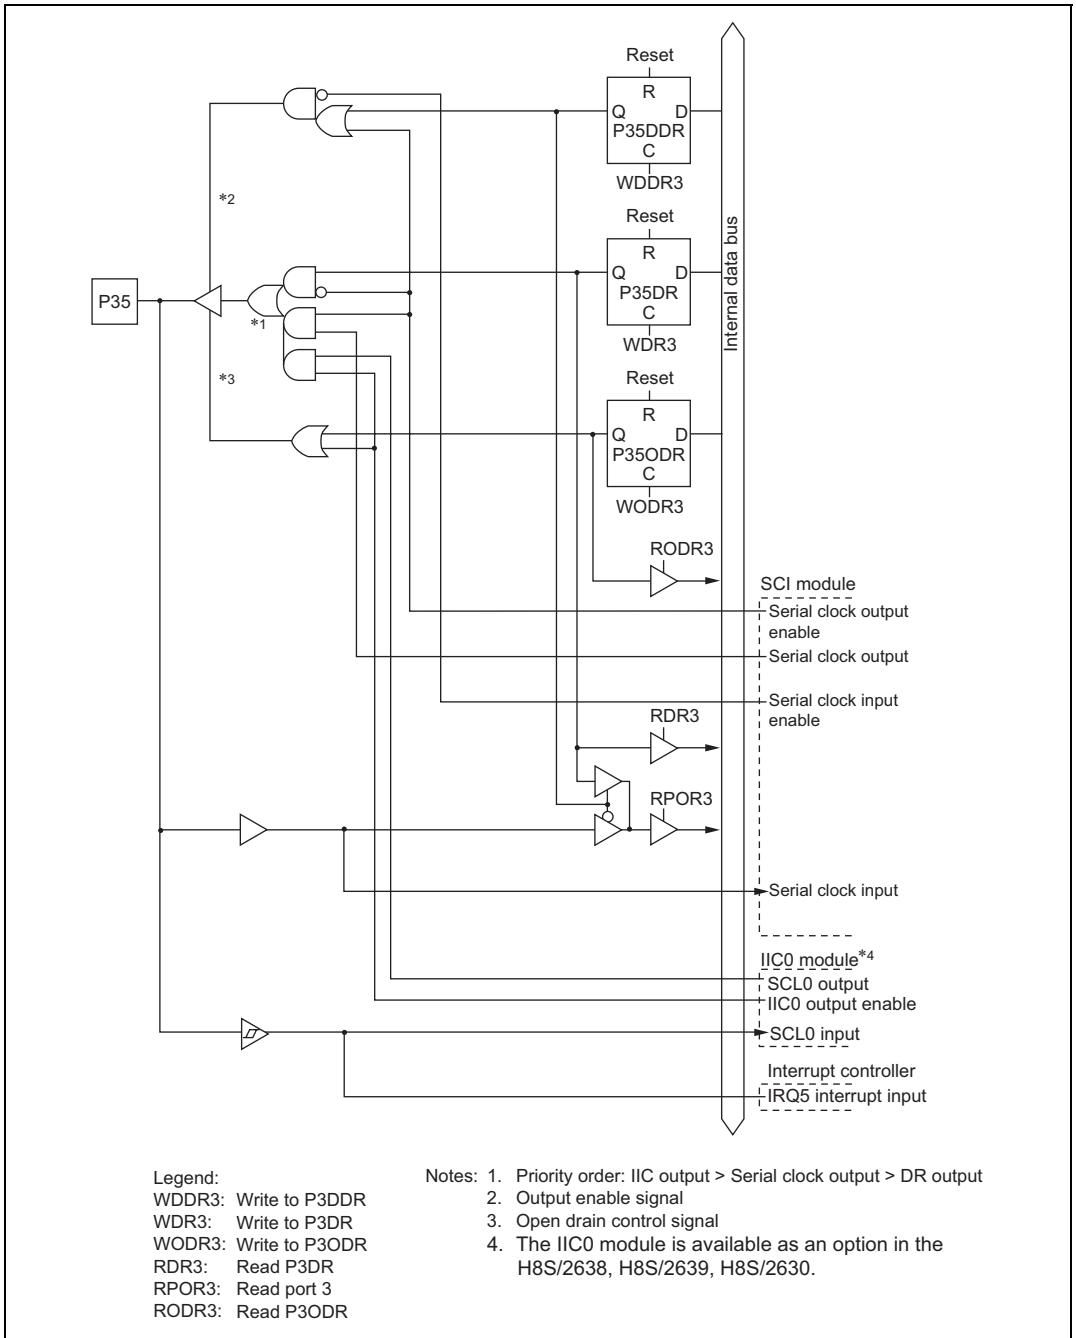 Reset
R
Q D
P35DDR
C
WDDR3
*2
Reset
R
Q D
P35DR
C
WDR3
Internal data bus
P35
*1
*3
Reset
R
Q D
P35ODR
C
WODR3
RODR3
SCI module
Serial clock output
enable
Serial clock output
Serial clock input
enable
RDR3
RPOR3
Serial clock input
IIC0 module*4
SCL0 output
IIC0 output enable
SCL0 input
Interrupt controller
IRQ5 interrupt input
Legend:
WDDR3: Write to P3DDR
WDR3: Write to P3DR
WODR3: Write to P3ODR
RDR3: Read P3DR
RPOR3: Read port 3
RODR3: Read P3ODR
Notes: 1. Priority order: IIC output > Serial clock output > DR output
2. Output enable signal
3. Open drain control signal
4. The IIC0 module is available as an option in the
H8S/2638, H8S/2639, H8S/2630.